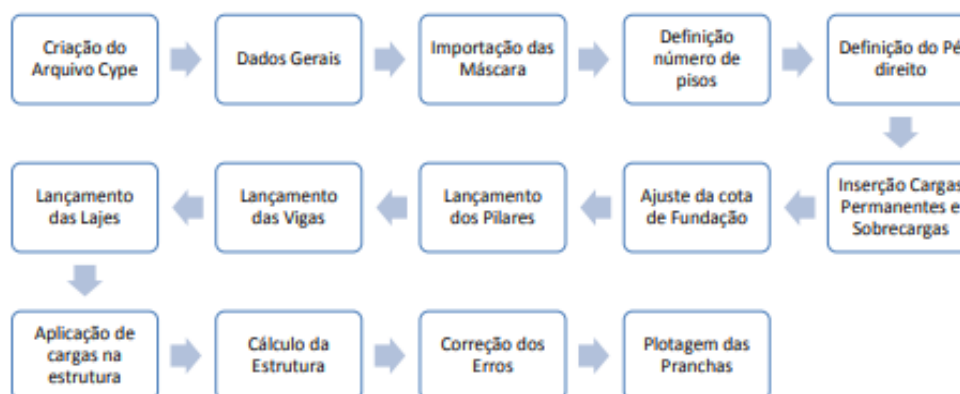 Criação do
Arquivo Cype
Dados Gerais
Importação das
Máscara
Definição
número de
pisos
Definição do Pé
direito
Inserção Cargas
Permanentes e
Sobrecargas
Ajuste da cota
de Fundação
Lançamento
dos Pilares
Lançamento
das Vigas
Lançamento
das Lajes
Aplicação de
cargas na
estrutura
Cálculo da
Estrutura
Correção dos
Erros
Plotagem das
Pranchas